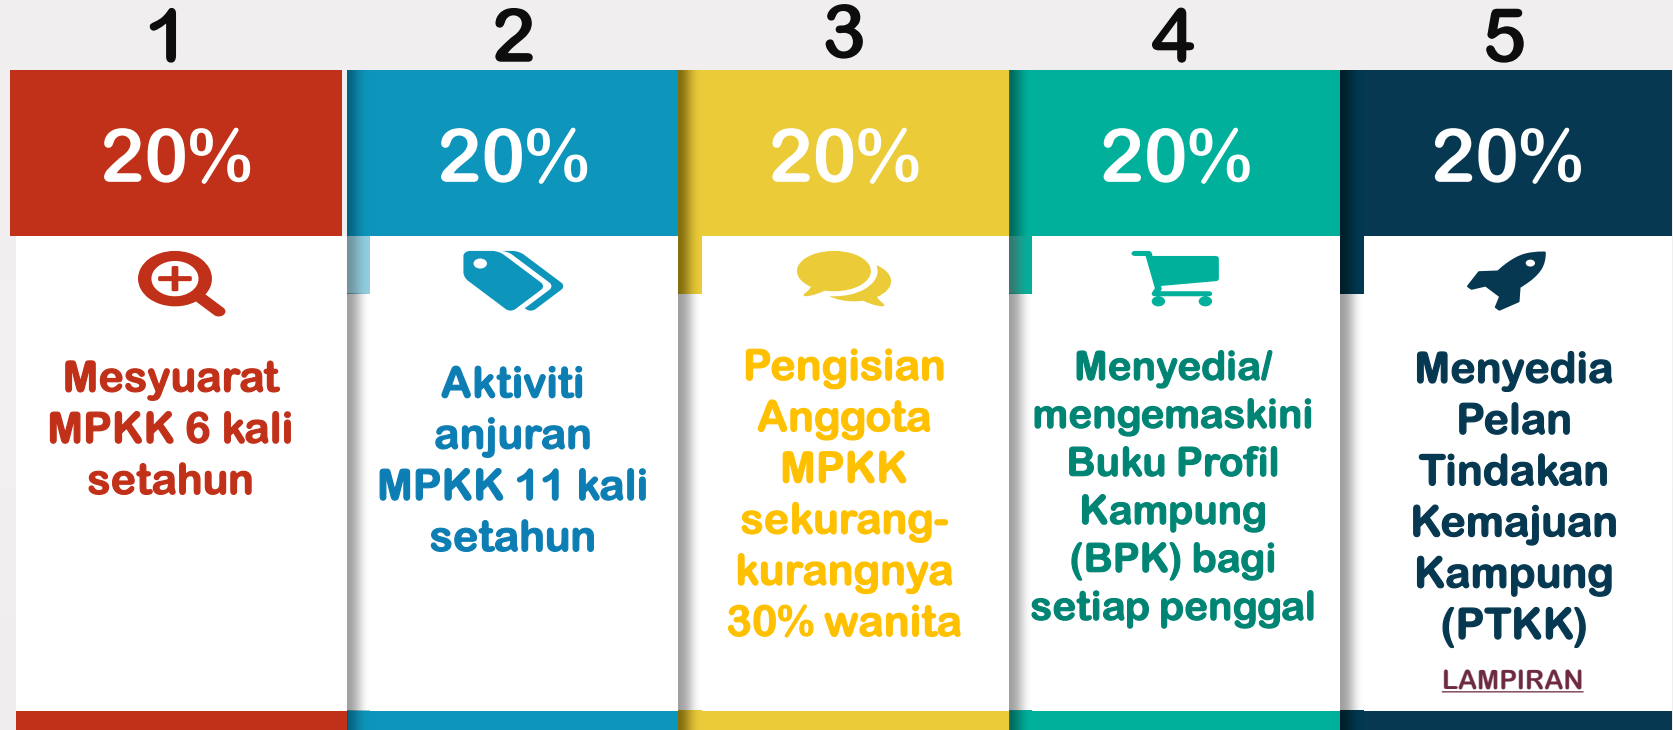 1
20%
Mesyuarat
MPKK 6 kali
setahun
2
20%
Aktiviti
anjuran
MPKK 11 kali
setahun
3
20%
Pengisian
Anggota
MPKK
sekurang-
kurangnya
30% wanita
4
20%
Menyedia/
mengemaskini
Buku Profil
Kampung
(BPK) bagi
setiap penggal
5
20%
Menyedia
Pelan
Tindakan
Kemajuan
Kampung
(PTKK)
LAMPIRAN